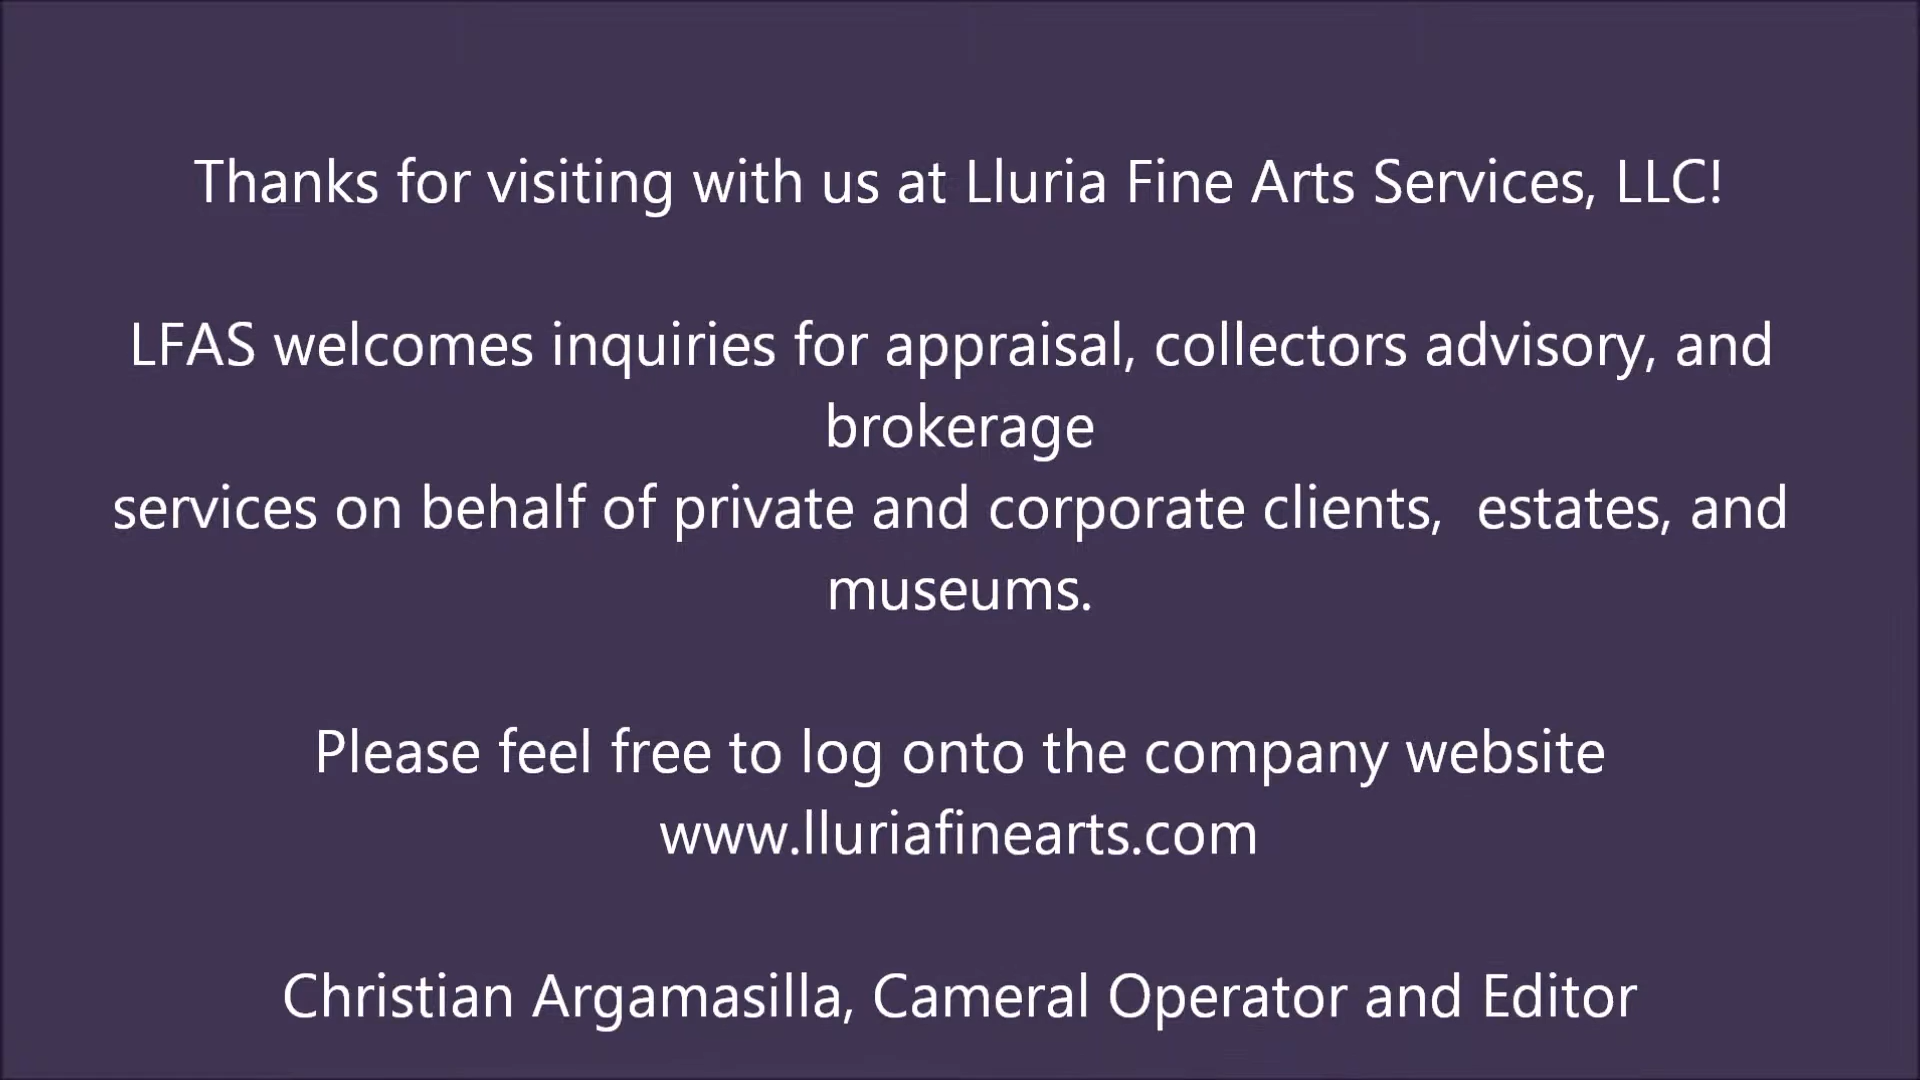 Thanks for visiting with us at Lluria Fine Arts Services, LLC!
LFAS welcomes inquiries for appraisal, collectors advisory, and
brokerage
services on behalf of private and corporate clients,  estates, and
museums.
Please feel free to log onto the company website
www.lluriafinearts.com
Christian Argamasilla, Cameral Operator and Editor